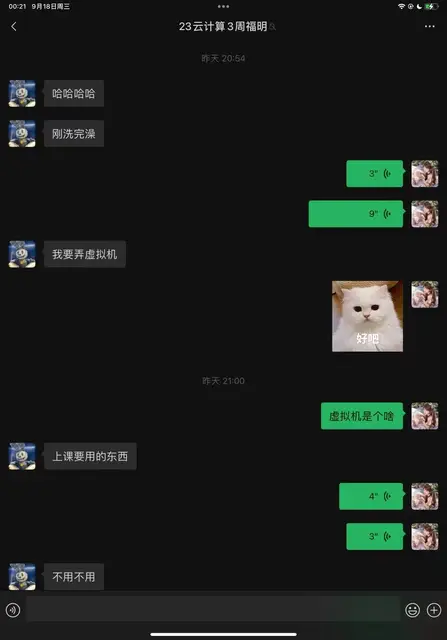 00:21 9月18日周三
23云计算3周福明
昨天 20:54
哈哈哈哈
刚洗完澡
3"
9"
我要弄虚拟机
好吧
昨天 21:00
虚拟机是个啥
上课要用的东西
4"
3"
不用不用